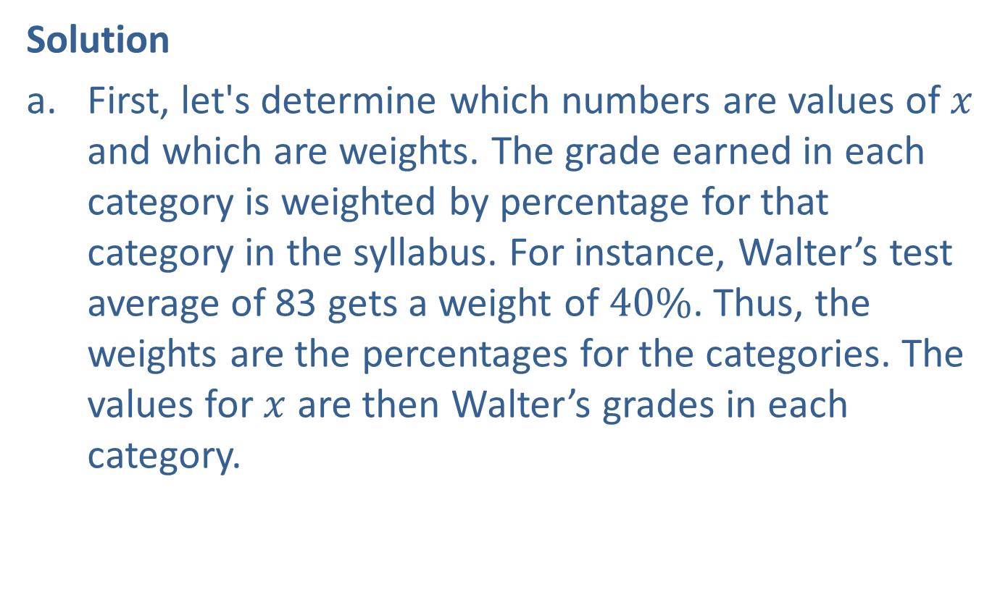 Solution
a. First, let's determine which numbers are values of x
and which are weights. The grade earned in each
category is weighted by percentage for that
category in the syllabus. For instance, Walter’s test
average of 83 gets a weight of 40%. Thus, the
weights are the percentages for the categories. The
values for x are then Walter’s grades in each
category.